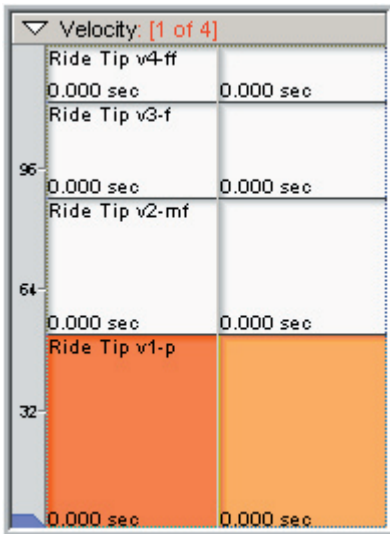 Velocity: [1 of 4]
Ride Tip v4-ff
0.000 sec 0.000 sec
Ride Tip v3-f
96
0.000 sec 0.000 sec
Ride Tip v2-mf
64
0.000 sec 0.000 sec
Ride Tip v1-p
32
0.000 sec 0.000 sec